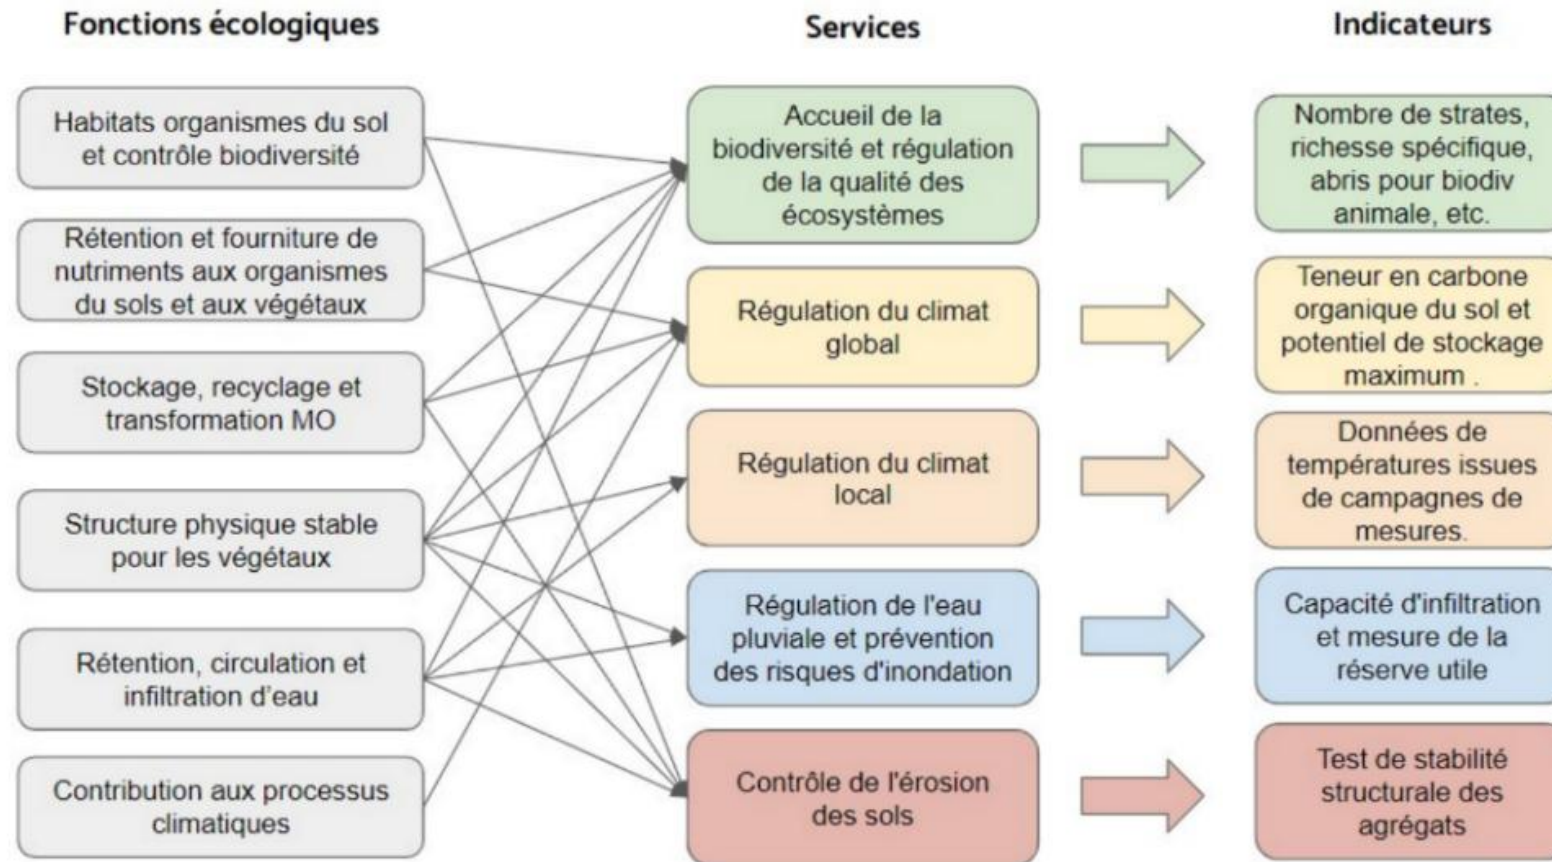 Fonctions écologiques
Services
Indicateurs
Habitats organismes du sol
et contrôle biodiversité
Rétention et fourniture de
nutriments aux organismes
du sols et aux végétaux
Stockage, recyclage et
transformation MO
Structure physique stable
pour les végétaux
Rétention, circulation et
infiltration d'eau
Contribution aux processus
climatiques
Accueil de la
biodiversité et régulation
de la qualité des
écosystèmes
Régulation du climat
global
Régulation du climat
local
Régulation de l'eau
pluviale et prévention
des risques d'inondation
Contrôle de l'érosion
des sols
Nombre de strates,
richesse spécifique,
abris pour biodiv
animale, etc.
Teneur en carbone
organique du sol et
potentiel de stockage
maximum .
Données de
températures issues
de campagnes de
mesures.
Capacité d'infiltration
et mesure de la
réserve utile
Test de stabilité
structurale des
agrégats